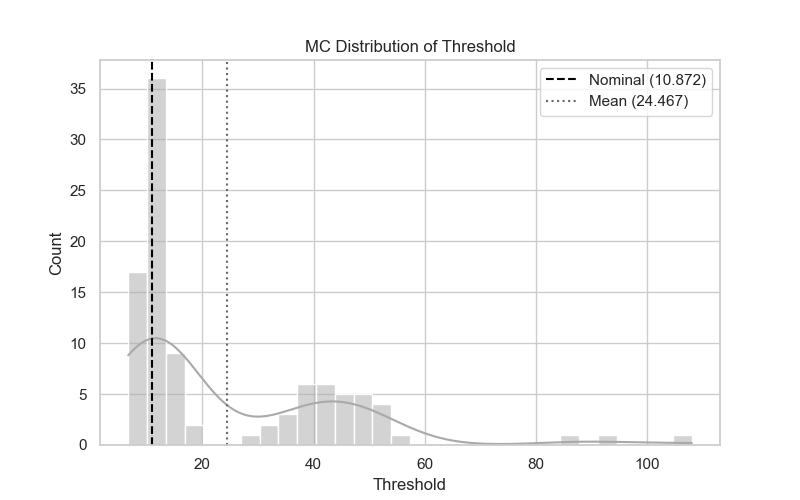 MC Distribution of Threshold
Nominal (10.872)
Mean (24.467)
35
30
25
20
15
10
5
0
Count
20
40
60
80
100
Threshold